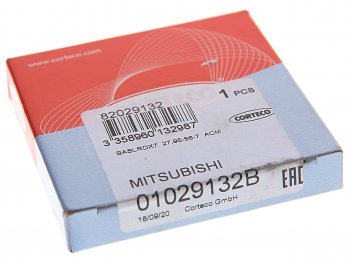 www.corteco.com
82029132
1 PCS
3 358960 132987
CORTECO
BASLRDX7 27,95-56-7 ACM
MITSUBISHI
01029132B
EAC
18/09/20 Corteco GmbH